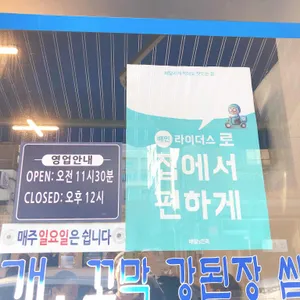 배민 라이더스 로
집에서
편하게
배달의민족
영업안내
OPEN: 오전 11시30분
CLOSED: 오후 12시
매주 일요일은 쉽니다
개. 꼬막 강된장 쌈